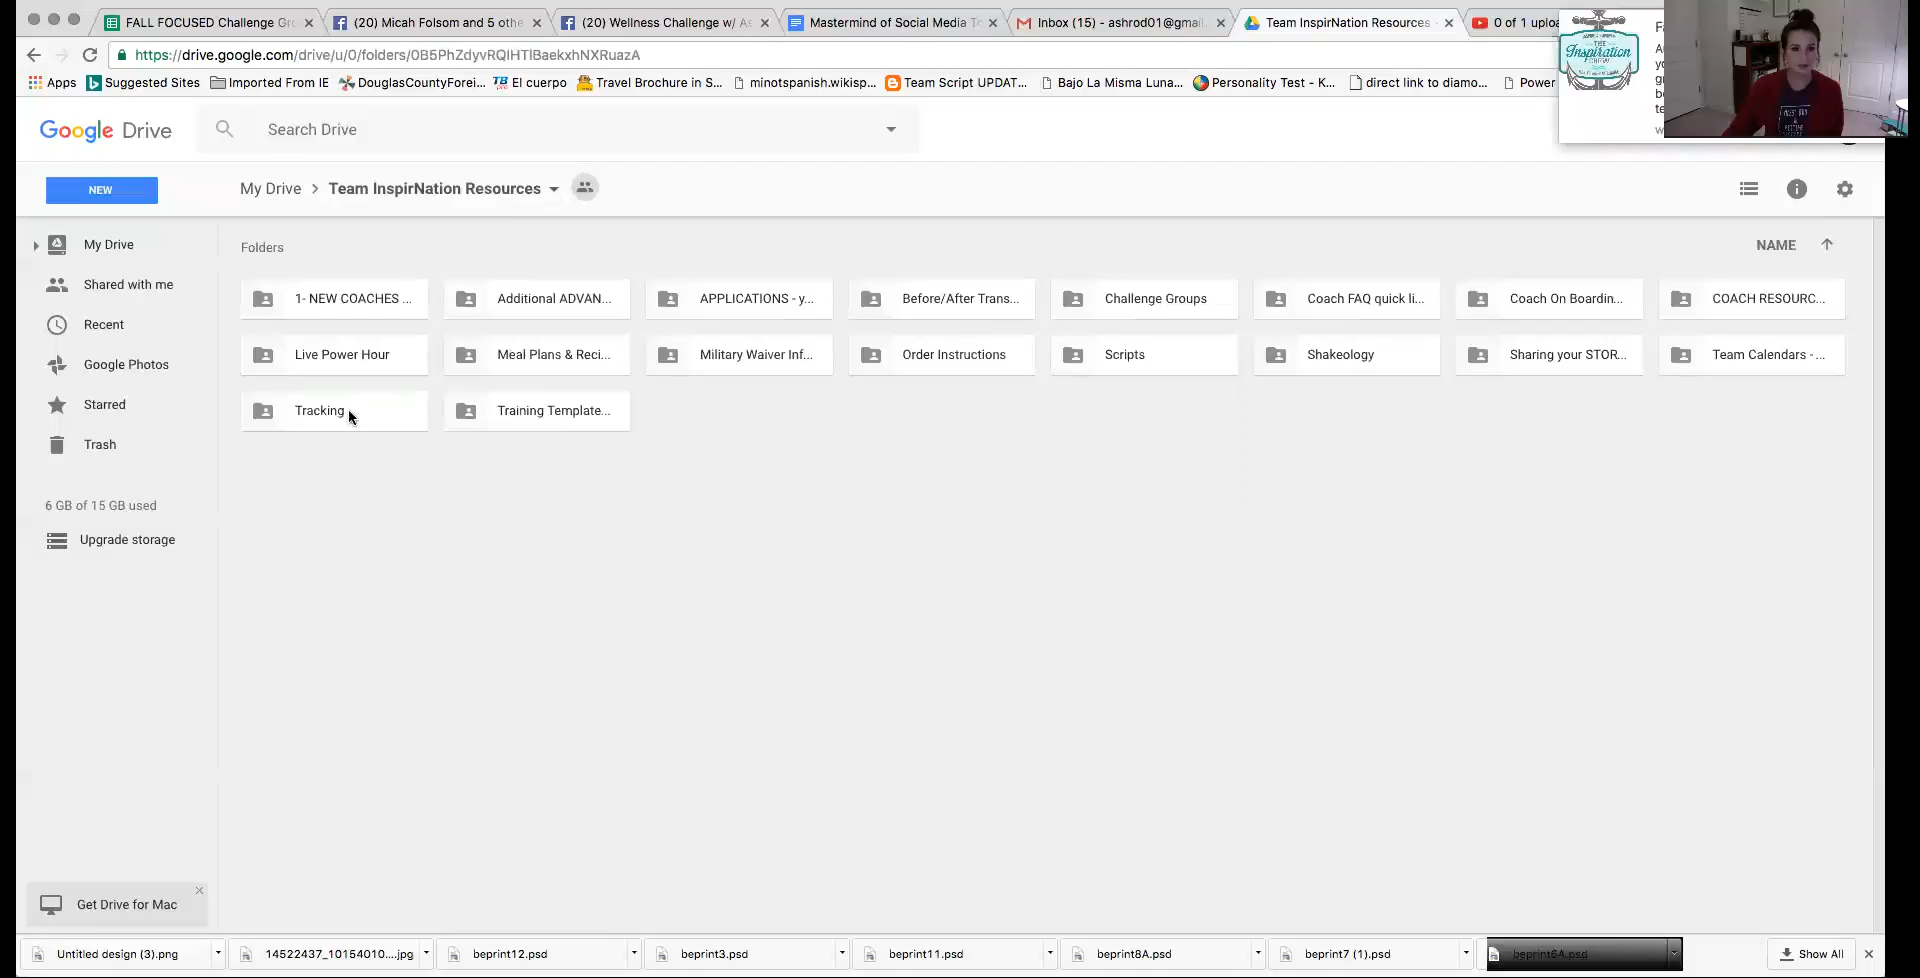 FALL FOCUSED Challenge Gr
(20) Micah Folsom and 5 othe
(20) Wellness Challenge w/ As
Mastermind of Social Media T
Inbox (15) - ashrod01@gmail.
Team InspirNation Resources -
0 of 1 uploa
https://drive.google.com/drive/u/0/folders/0B5PhZdyvRQIHTlBaekxhNXRuazA
Apps
Suggested Sites
Imported From IE
DouglasCountyForei...
El cuerpo
Travel Brochure in S...
minotspanish.wikisp...
Team Script UPDAT...
Bajo La Misma Luna...
Personality Test - K...
direct link to diamo...
Power
THE
Inspiration
CREW
Google Drive
Search Drive
NEW
My Drive > Team InspirNation Resources
My Drive
Shared with me
Recent
Google Photos
Starred
Trash
6 GB of 15 GB used
Upgrade storage
Folders
NAME
1- NEW COACHES ...
Additional ADVAN...
APPLICATIONS - y...
Before/After Trans...
Challenge Groups
Coach FAQ quick li...
Coach On Boardin...
COACH RESOURC...
Live Power Hour
Meal Plans & Reci...
Military Waiver Inf...
Order Instructions
Scripts
Shakeology
Sharing your STOR...
Team Calendars - ...
Tracking
Training Template...
Get Drive for Mac
Untitled design (3).png
14522437_10154010....jpg
beprint12.psd
beprint3.psd
beprint11.psd
beprint8A.psd
beprint7 (1).psd
beprint6A.psd
Show All